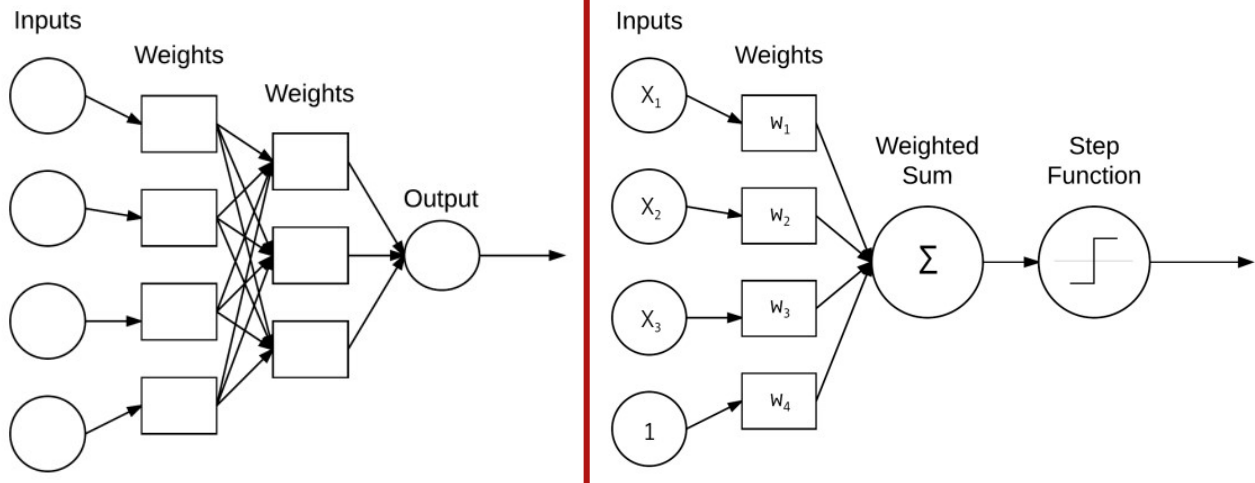 Inputs
Weights
Weights
Output
Inputs
Weights
X₁
w₁
Weighted
Sum
Step
Function
X₂
w₂
Σ
X₃
w₃
1
w₄